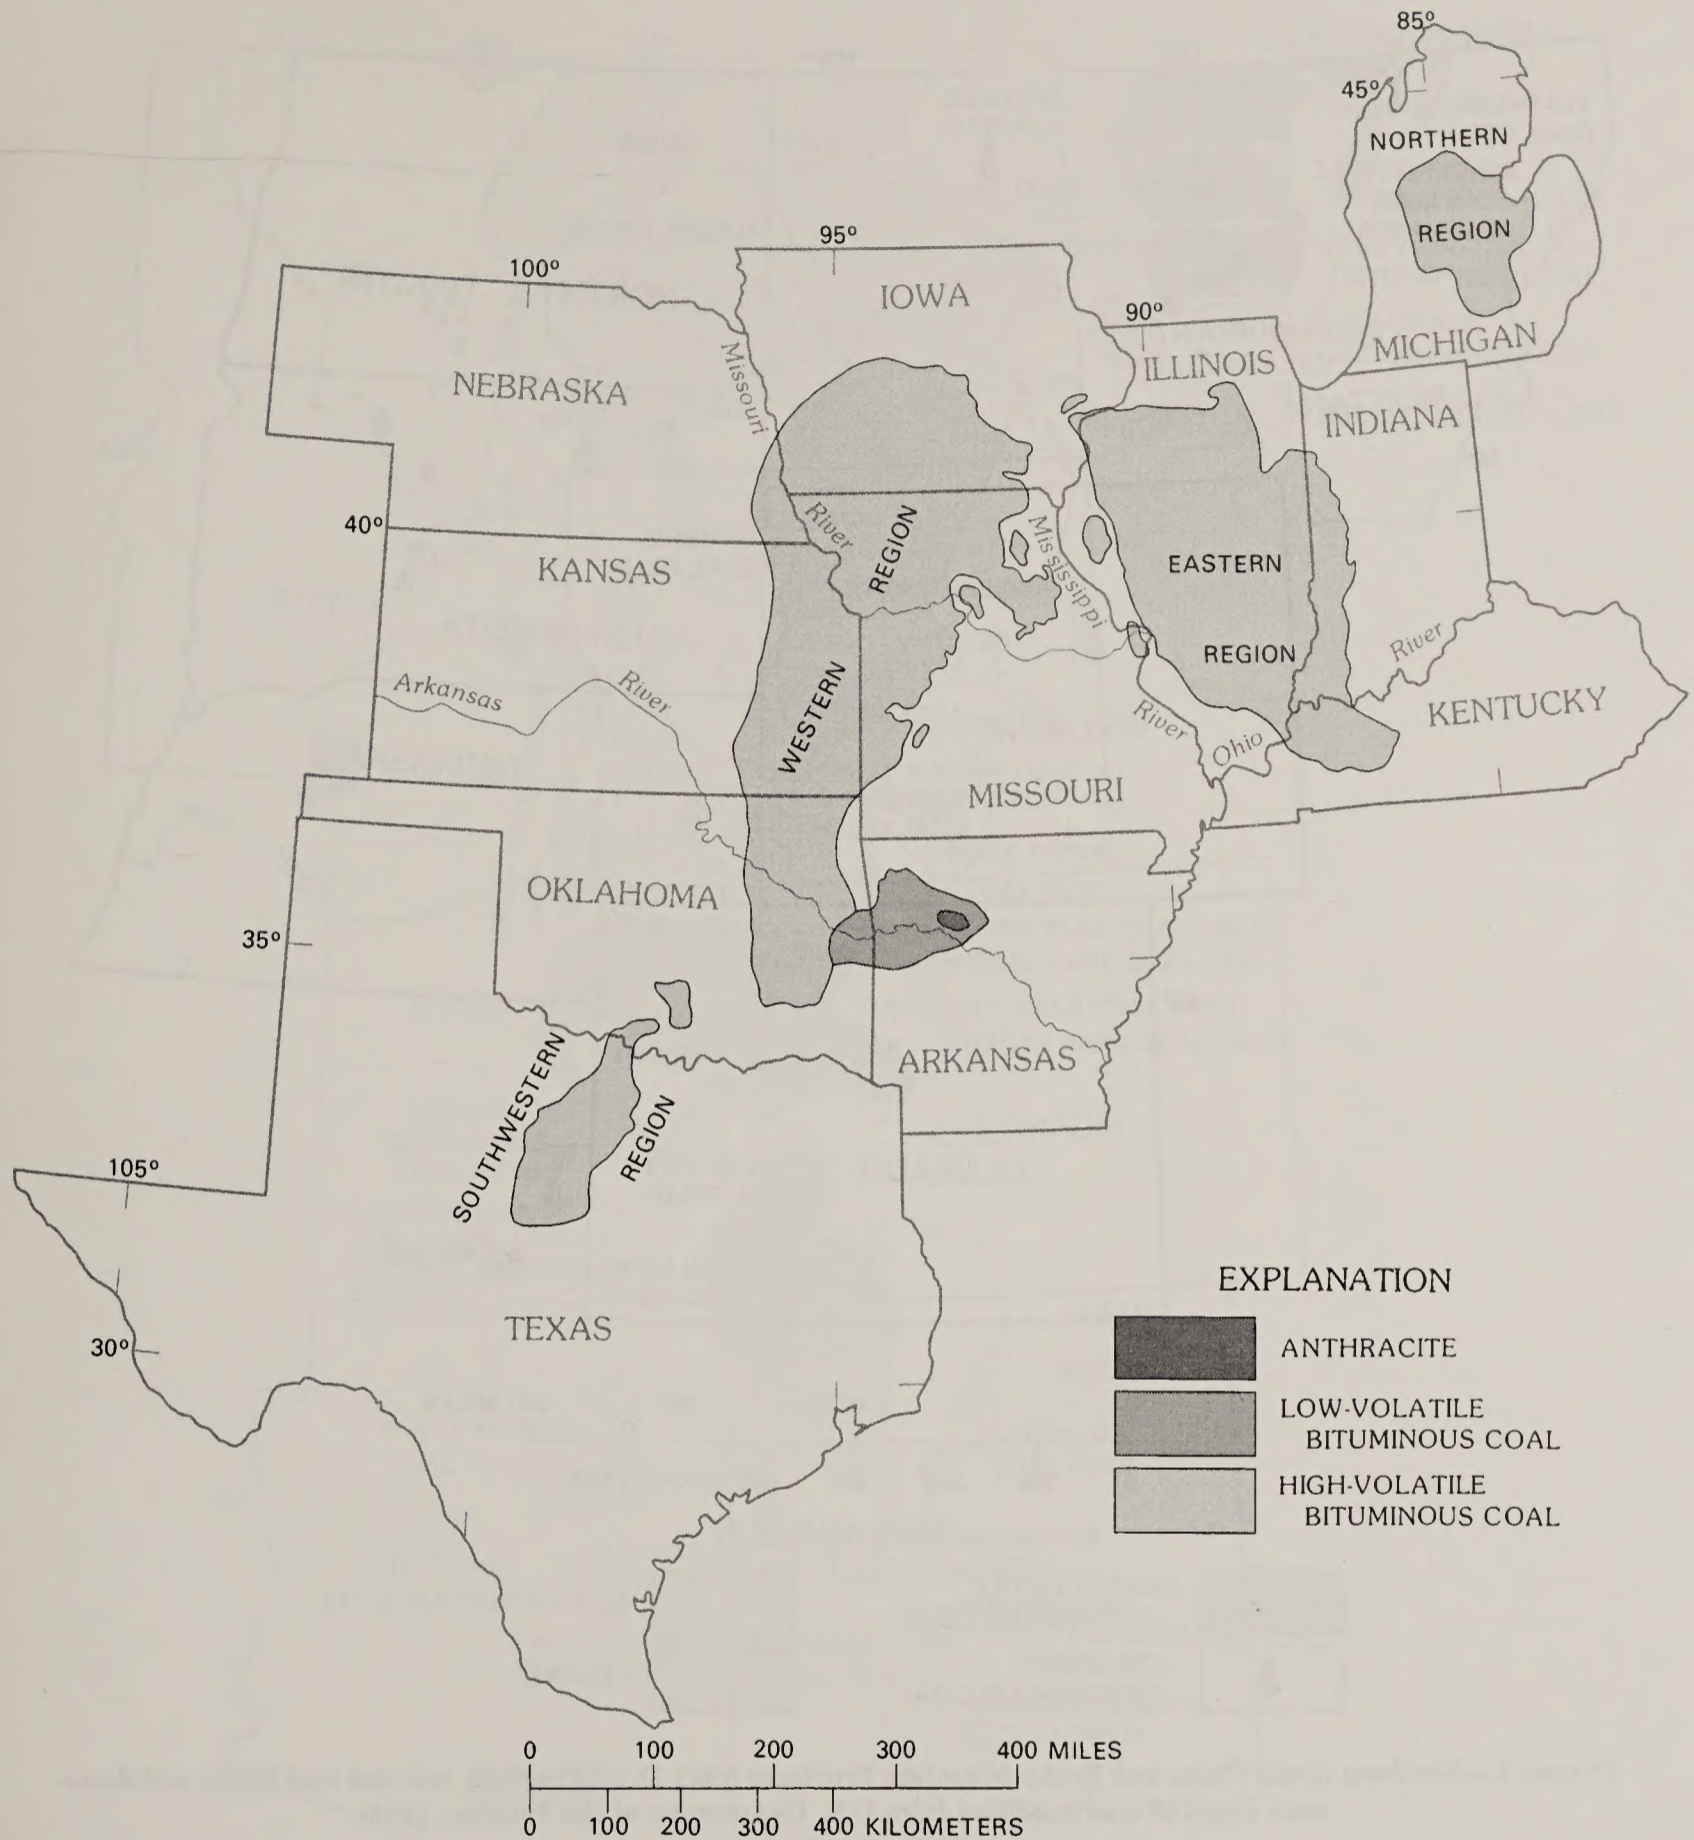 85°
45°
NORTHERN
REGION
MICHIGAN
95°
100°
IOWA
90°
ILLINOIS
NEBRASKA
Missouri
INDIANA
40°
River
REGION
Mississippi
KANSAS
EASTERN
REGION
River
Arkansas
River
WESTERN
River
Ohio
KENTUCKY
MISSOURI
OKLAHOMA
35°
ARKANSAS
SOUTHWESTERN
REGION
105°
TEXAS
30°
EXPLANATION
ANTHRACITE
LOW-VOLATILE
BITUMINOUS COAL
HIGH-VOLATILE
BITUMINOUS COAL
0 100 200 300 400 MILES
0 100 200 300 400 KILOMETERS